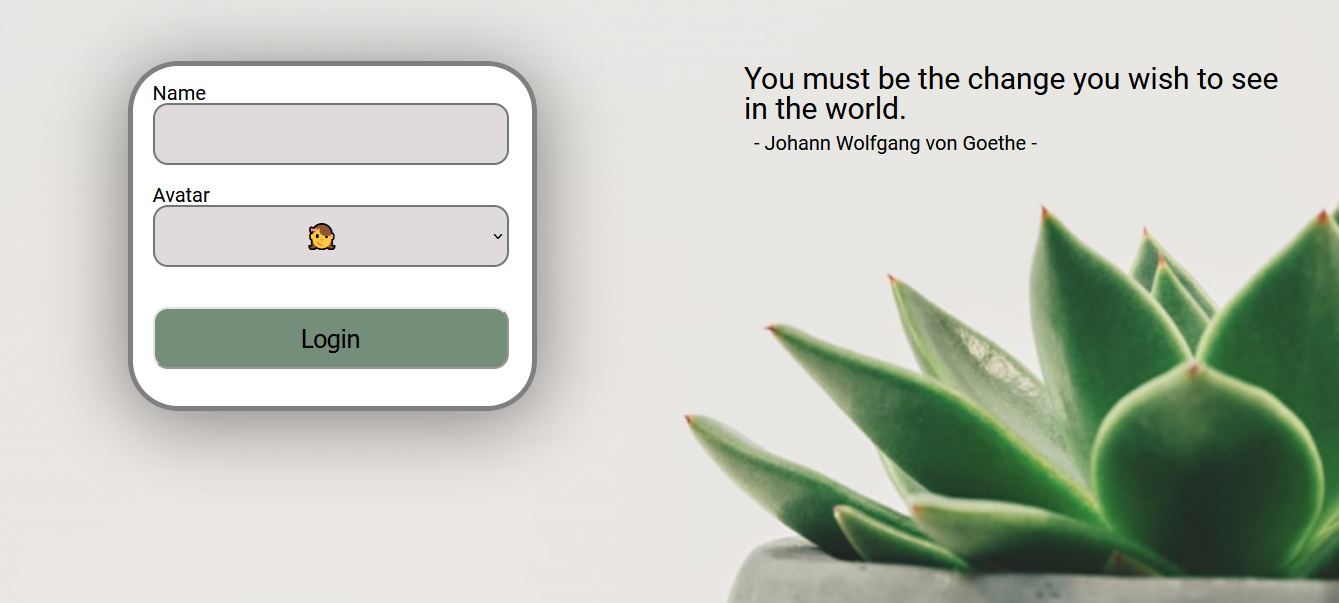 Name
Avatar
Login
You must be the change you wish to see
in the world.
- Johann Wolfgang von Goethe -